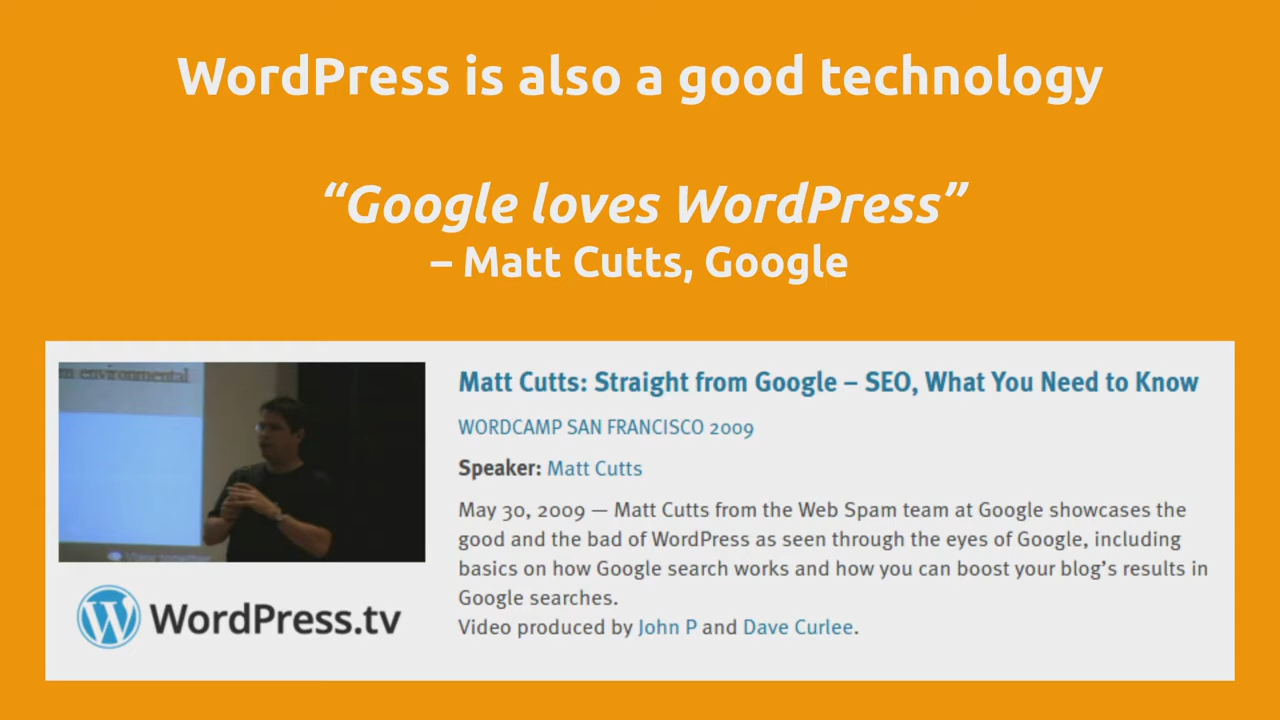 WordPress is also a good technology
“Google loves WordPress”
– Matt Cutts, Google
m environmental
Matt Cutts: Straight from Google – SEO, What You Need to Know
WORDCAMP SAN FRANCISCO 2009
Speaker: Matt Cutts
May 30, 2009 — Matt Cutts from the Web Spam team at Google showcases the
good and the bad of WordPress as seen through the eyes of Google, including
basics on how Google search works and how you can boost your blog’s results in
Google searches.
Video produced by John P and Dave Curlee.
WordPress.tv